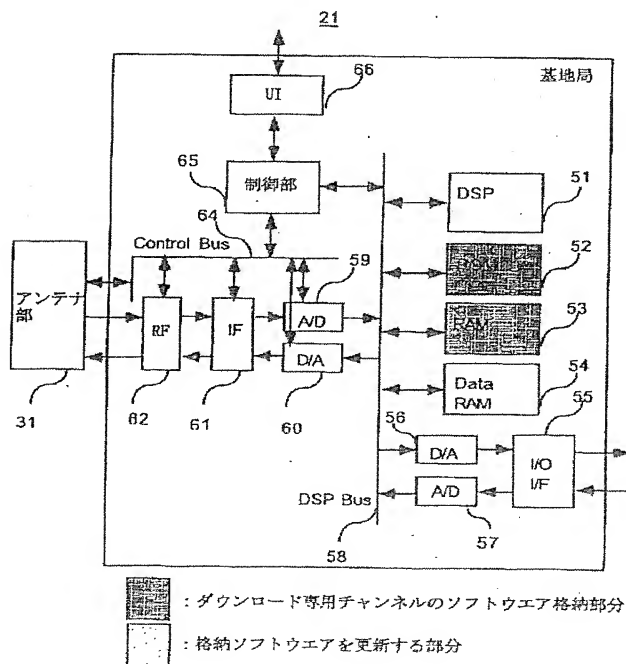 21
基地局
UI
66
65
制御部
64
Control Bus
59
DSP
51
ROM
52
RAM
53
Data
RAM
54
アンテナ
部
31
RF
62
IF
61
A/D
D/A
60
55
56
D/A
I/O
I/F
A/D
57
DSP Bus
58
：ダウンロード専用チャンネルのソフトウエア格納部分
：格納ソフトウエアを更新する部分